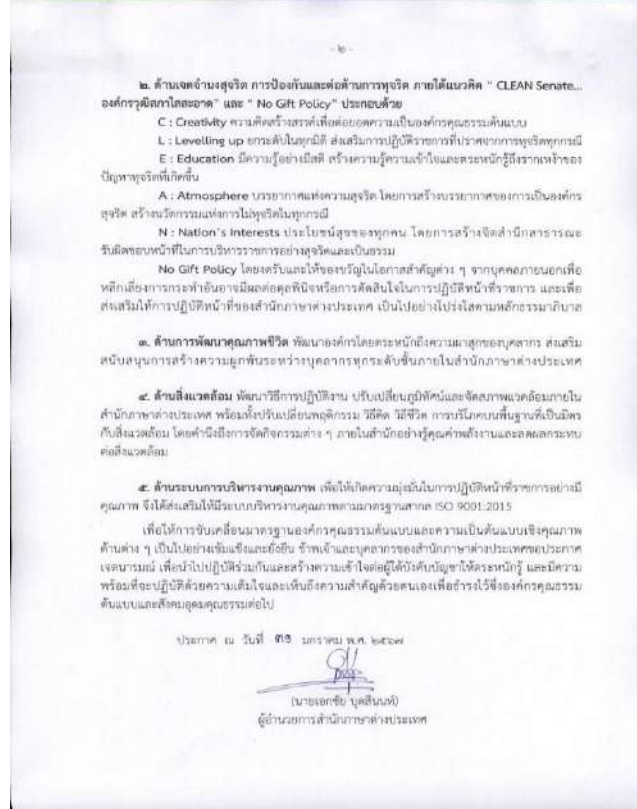 - ๒ -
๒. ด้านเจตจำนงสุจริต การป้องกันและต่อต้านการทุจริต ภายใต้แนวคิด " CLEAN Senate...
องค์กรวุฒิสภาใสสะอาด" และ " No Gift Policy" ประกอบด้วย
C : Creativity ความคิดสร้างสรรค์เพื่อต่อยอดความเป็นองค์กรคุณธรรมต้นแบบ
L : Levelling up ยกระดับในทุกมิติ ส่งเสริมการปฏิบัติราชการที่ปราศจากการทุจริตทุกกรณี
E : Education มีความรู้อย่างมีสติ สร้างความรู้ความเข้าใจและตระหนักรู้ถึงรากเหง้าของ
ปัญหาทุจริตที่เกิดขึ้น
A : Atmosphere บรรยากาศแห่งความสุจริต โดยการสร้างบรรยากาศของการเป็นองค์กร
สุจริต สร้างนวัตกรรมแห่งการไม่ทุจริตในทุกกรณี
N : Nation's Interests ประโยชน์สุขของทุกคน โดยการสร้างจิตสำนึกสาธารณะ
รับผิดชอบหน้าที่ในการบริหารราชการอย่างสุจริตและเป็นธรรม
No Gift Policy โดยงดรับและให้ของขวัญในโอกาสสำคัญต่าง ๆ จากบุคคลภายนอกเพื่อ
หลีกเลี่ยงการกระทำอันอาจมีผลต่อดุลพินิจหรือการตัดสินใจในการปฏิบัติหน้าที่ราชการ และเพื่อ
ส่งเสริมให้การปฏิบัติหน้าที่ของสำนักภาษาต่างประเทศ เป็นไปอย่างโปร่งใสตามหลักธรรมาภิบาล
๓. ด้านการพัฒนาคุณภาพชีวิต พัฒนาองค์กรโดยตระหนักถึงความผาสุกของบุคลากร ส่งเสริม
สนับสนุนการสร้างความผูกพันระหว่างบุคลากรทุกระดับชั้นภายในสำนักภาษาต่างประเทศ
๔. ด้านสิ่งแวดล้อม พัฒนาวิธีการปฏิบัติงาน ปรับเปลี่ยนภูมิทัศน์และจัดสภาพแวดล้อมภายใน
สำนักภาษาต่างประเทศ พร้อมทั้งปรับเปลี่ยนพฤติกรรม วิธีคิด วิถีชีวิต การบริโภคบนพื้นฐานที่เป็นมิตร
กับสิ่งแวดล้อม โดยคำนึงถึงการจัดกิจกรรมต่าง ๆ ภายในสำนักอย่างรู้คุณค่าพลังงานและลดผลกระทบ
ต่อสิ่งแวดล้อม
๕. ด้านระบบการบริหารงานคุณภาพ เพื่อให้เกิดความมุ่งมั่นในการปฏิบัติหน้าที่ราชการอย่างมี
คุณภาพ จึงได้ส่งเสริมให้มีระบบบริหารงานคุณภาพตามมาตรฐานสากล ISO 9001:2015
เพื่อให้การขับเคลื่อนมาตรฐานองค์กรคุณธรรมต้นแบบและความเป็นต้นแบบเชิงคุณภาพ
ด้านต่าง ๆ เป็นไปอย่างเข้มแข็งและยั่งยืน ข้าพเจ้าและบุคลากรของสำนักภาษาต่างประเทศขอประกาศ
เจตนารมณ์ เพื่อนำไปปฏิบัติร่วมกันและสร้างความเข้าใจต่อผู้ใต้บังคับบัญชาให้ตระหนักรู้ และมีความ
พร้อมที่จะปฏิบัติด้วยความเต็มใจและเห็นถึงความสำคัญด้วยตนเองเพื่อธำรงไว้ซึ่งองค์กรคุณธรรม
ต้นแบบและสังคมอุดมคุณธรรมต่อไป
ประกาศ ณ วันที่ ๓๑ มกราคม พ.ศ. ๒๕๖๗
(นายเอกชัย บุตสีนนท์)
ผู้อำนวยการสำนักภาษาต่างประเทศ